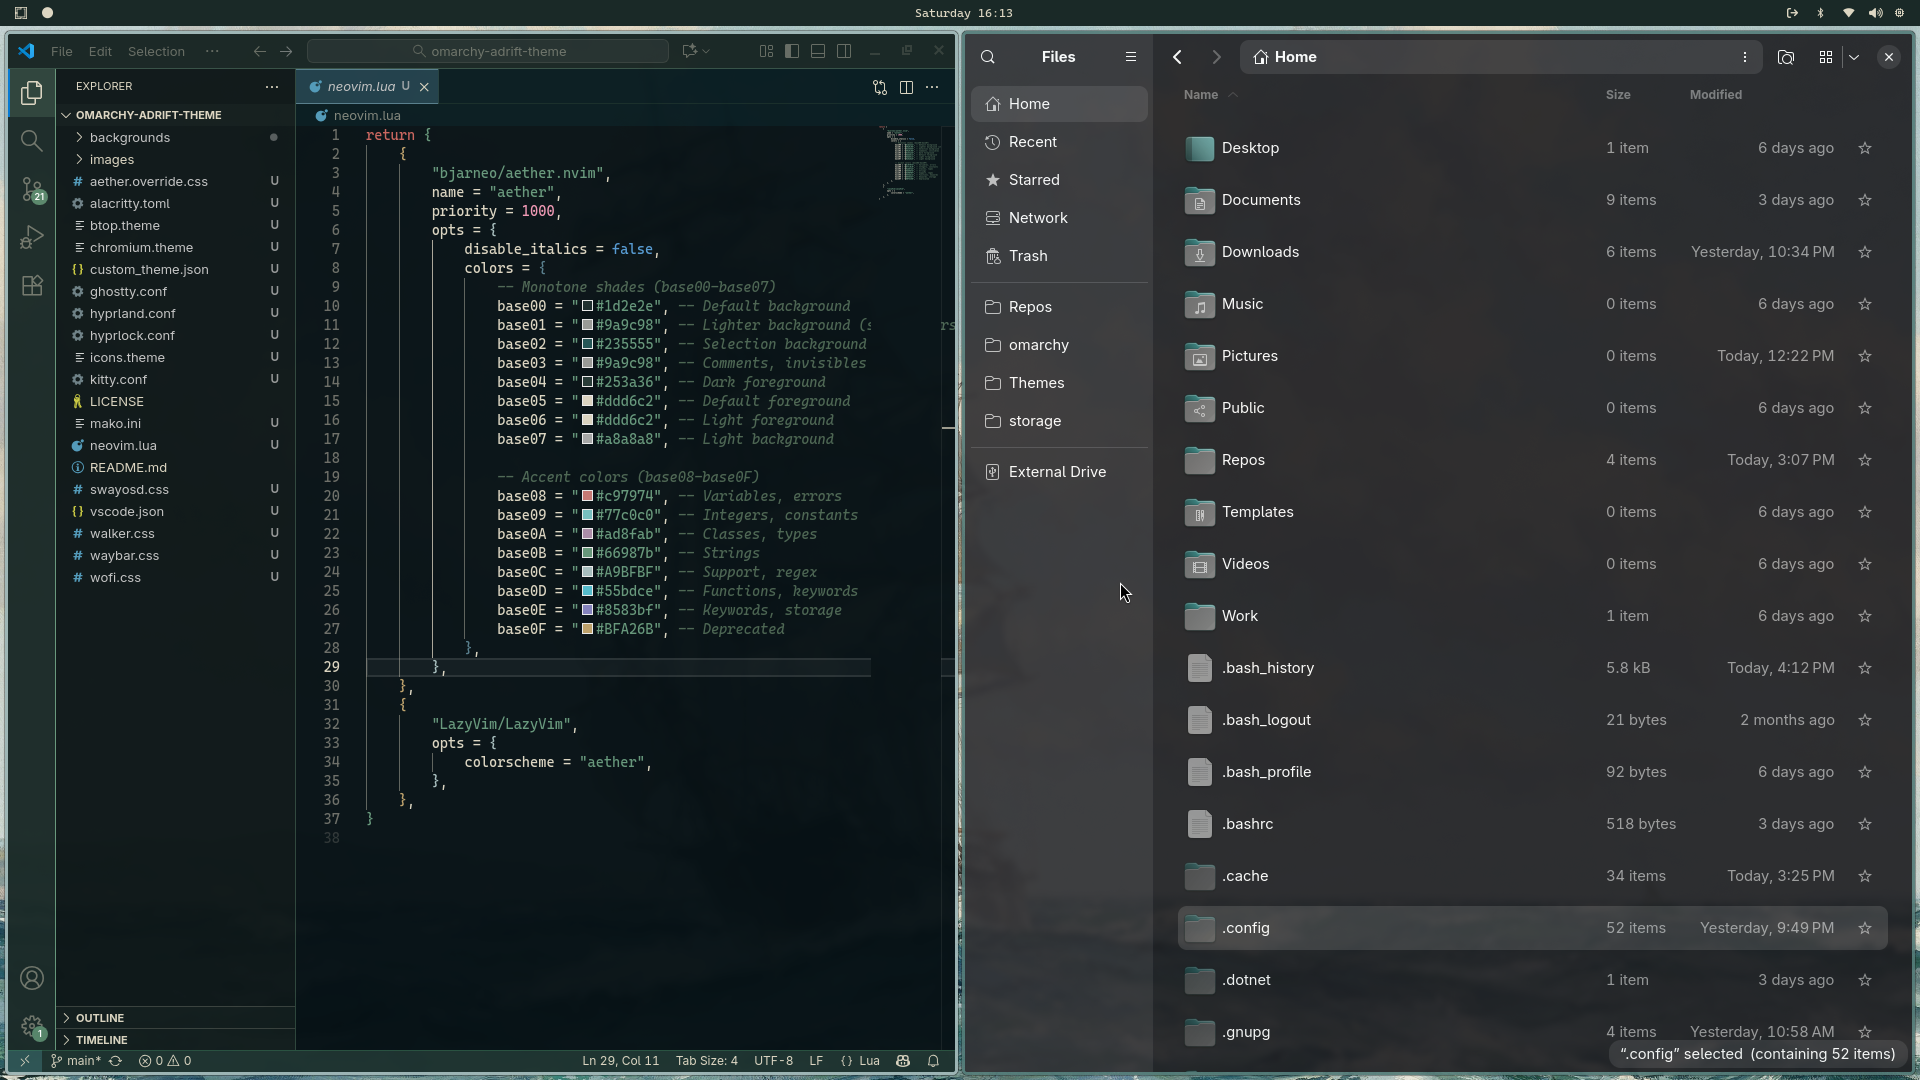 Saturday 16:13
File Edit Selection ···
omarchy-adrift-theme
EXPLORER
OMARCHY-ADRIFT-THEME
backgrounds
images
# aether.override.css U
alacritty.toml U
btop.theme U
chromium.theme U
{} custom_theme.json U
ghostty.conf U
hyprland.conf U
hyprlock.conf U
icons.theme U
kitty.conf U
LICENSE
mako.ini U
neovim.lua U
README.md
# swayosd.css U
{} vscode.json U
# walker.css U
# waybar.css U
# wofi.css U
OUTLINE
TIMELINE
21
1
neovim.lua U
neovim.lua
1 return {
2 {
3 "bjarneo/aether.nvim",
4 name = "aether",
5 priority = 1000,
6 opts = {
7 disable_italics = false,
8 colors = {
9 -- Monotone shades (base00-base07)
10 base00 = "#1d2e2e", -- Default background
11 base01 = "#9a9c98", -- Lighter background (s
12 base02 = "#235555", -- Selection background
13 base03 = "#9a9c98", -- Comments, invisibles
14 base04 = "#253a36", -- Dark foreground
15 base05 = "#ddd6c2", -- Default foreground
16 base06 = "#ddd6c2", -- Light foreground
17 base07 = "#a8a8a8", -- Light background
18
19 -- Accent colors (base08-base0F)
20 base08 = "#c97974", -- Variables, errors
21 base09 = "#77c0c0", -- Integers, constants
22 base0A = "#ad8fab", -- Classes, types
23 base0B = "#66987b", -- Strings
24 base0C = "#A9BFBF", -- Support, regex
25 base0D = "#55bdce", -- Functions, keywords
26 base0E = "#8583bf", -- Keywords, storage
27 base0F = "#BFA26B", -- Deprecated
28 },
29 },
30 },
31 {
32 "LazyVim/LazyVim",
33 opts = {
34 colorscheme = "aether",
35 },
36 },
37 }
38
main* 0 0 Ln 29, Col 11 Tab Size: 4 UTF-8 LF {} Lua
Files
Home
Recent
Starred
Network
Trash
Repos
omarchy
Themes
storage
External Drive
Home
Name Size Modified
Desktop 1 item 6 days ago
Documents 9 items 3 days ago
Downloads 6 items Yesterday, 10:34 PM
Music 0 items 6 days ago
Pictures 0 items Today, 12:22 PM
Public 0 items 6 days ago
Repos 4 items Today, 3:07 PM
Templates 0 items 6 days ago
Videos 0 items 6 days ago
Work 1 item 6 days ago
.bash_history 5.8 kB Today, 4:12 PM
.bash_logout 21 bytes 2 months ago
.bash_profile 92 bytes 6 days ago
.bashrc 518 bytes 3 days ago
.cache 34 items Today, 3:25 PM
.config 52 items Yesterday, 9:49 PM
.dotnet 1 item 3 days ago
.gnupg 4 items Yesterday, 10:58 AM
“.config” selected (containing 52 items)